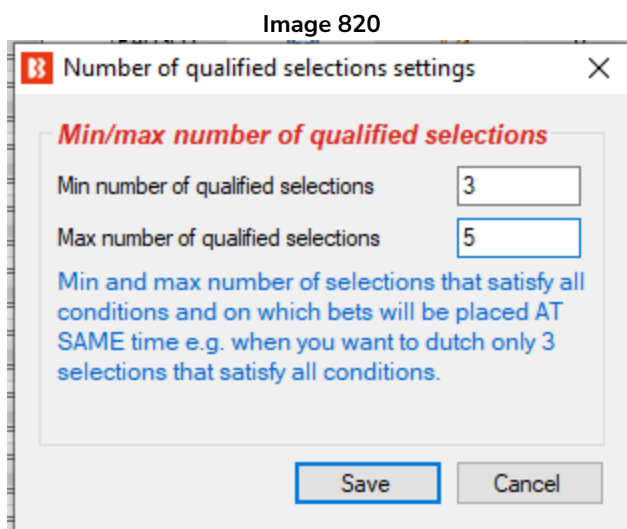 Image 820
Number of qualified selections settings
Min/max number of qualified selections
Min number of qualified selections 3
Max number of qualified selections 5
Min and max number of selections that satisfy all
conditions and on which bets will be placed AT
SAME time e.g. when you want to dutch only 3
selections that satisfy all conditions.
Save Cancel